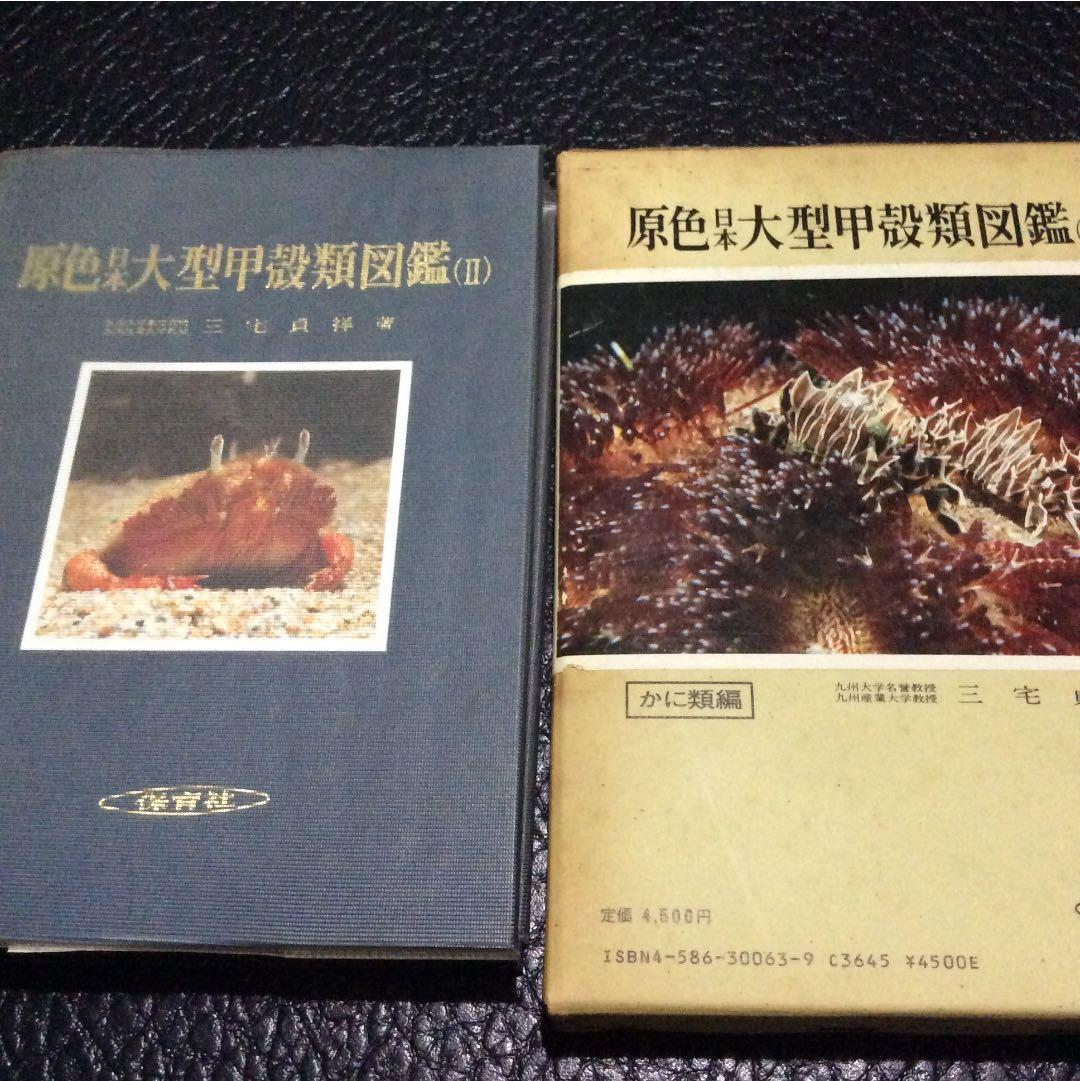 原色日本大型甲殻類図鑑(II)
三宅貞祥著
保育社
原色日本大型甲殻類図鑑(
かに類編
九州大学名誉教授
九州産業大学教授
三宅
定価 4,500円
ISBN4-586-30063-9 C3645 ¥4500E